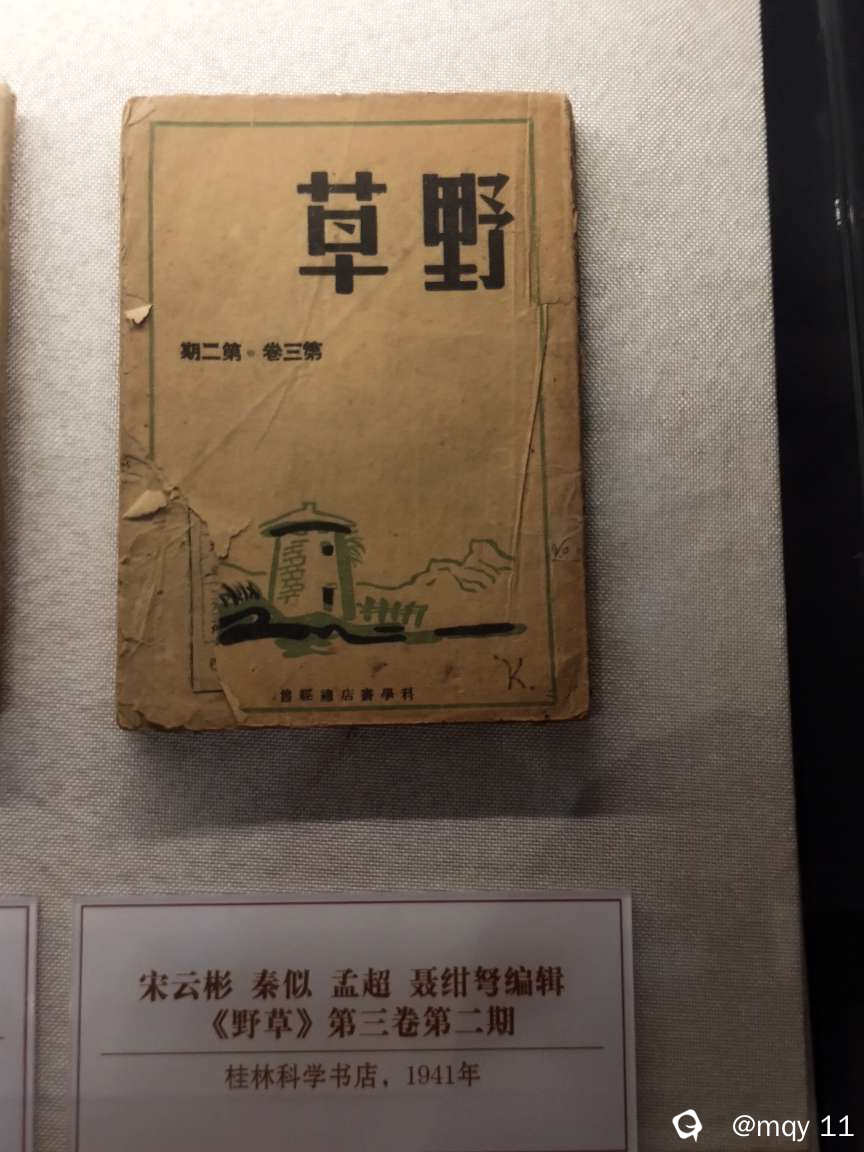 野草
第三卷·第二期
K.
科學書店總經售
宋云彬 秦似 孟超 聂绀弩编辑
《野草》第三卷第二期
桂林科学书店，1941年
@mqy 11